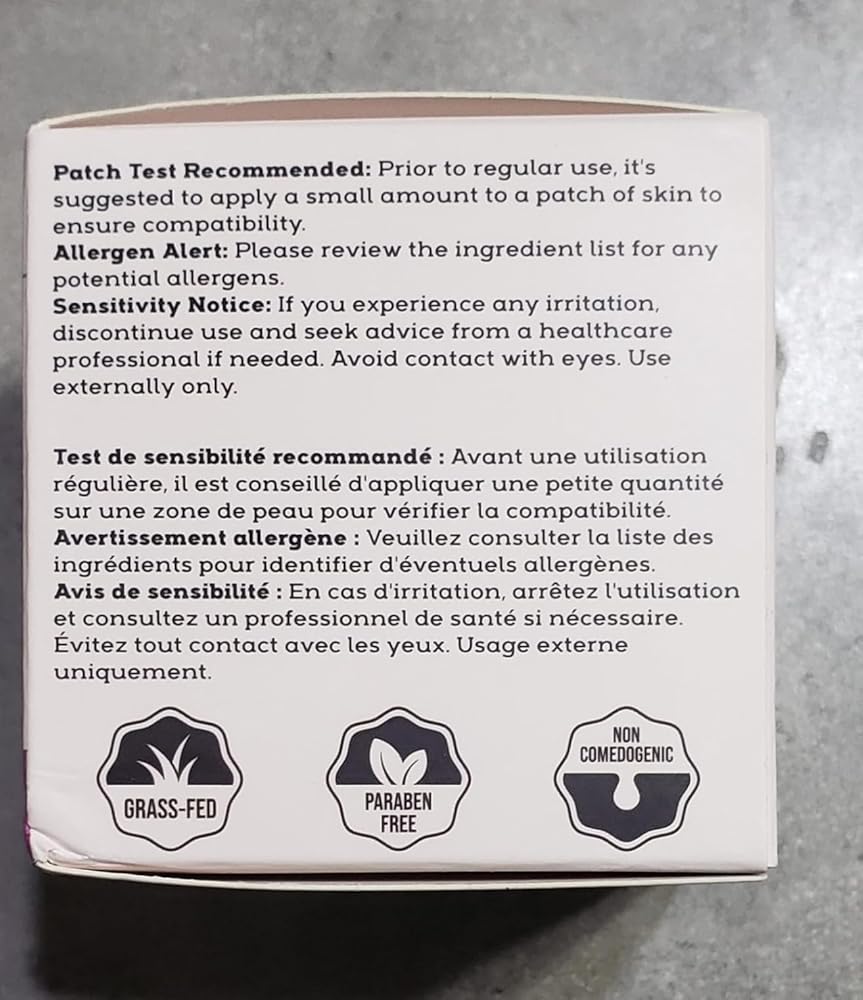 Patch Test Recommended: Prior to regular use, it's
suggested to apply a small amount to a patch of skin to
ensure compatibility.
Allergen Alert: Please review the ingredient list for any
potential allergens.
Sensitivity Notice: If you experience any irritation,
discontinue use and seek advice from a healthcare
professional if needed. Avoid contact with eyes. Use
externally only.
Test de sensibilité recommandé : Avant une utilisation
régulière, il est conseillé d'appliquer une petite quantité
sur une zone de peau pour vérifier la compatibilité.
Avertissement allergène : Veuillez consulter la liste des
ingrédients pour identifier d'éventuels allergènes.
Avis de sensibilité : En cas d'irritation, arrêtez l'utilisation
et consultez un professionnel de santé si nécessaire.
Évitez tout contact avec les yeux. Usage externe
uniquement.
GRASS-FED
PARABEN
FREE
NON
COMEDOGENIC